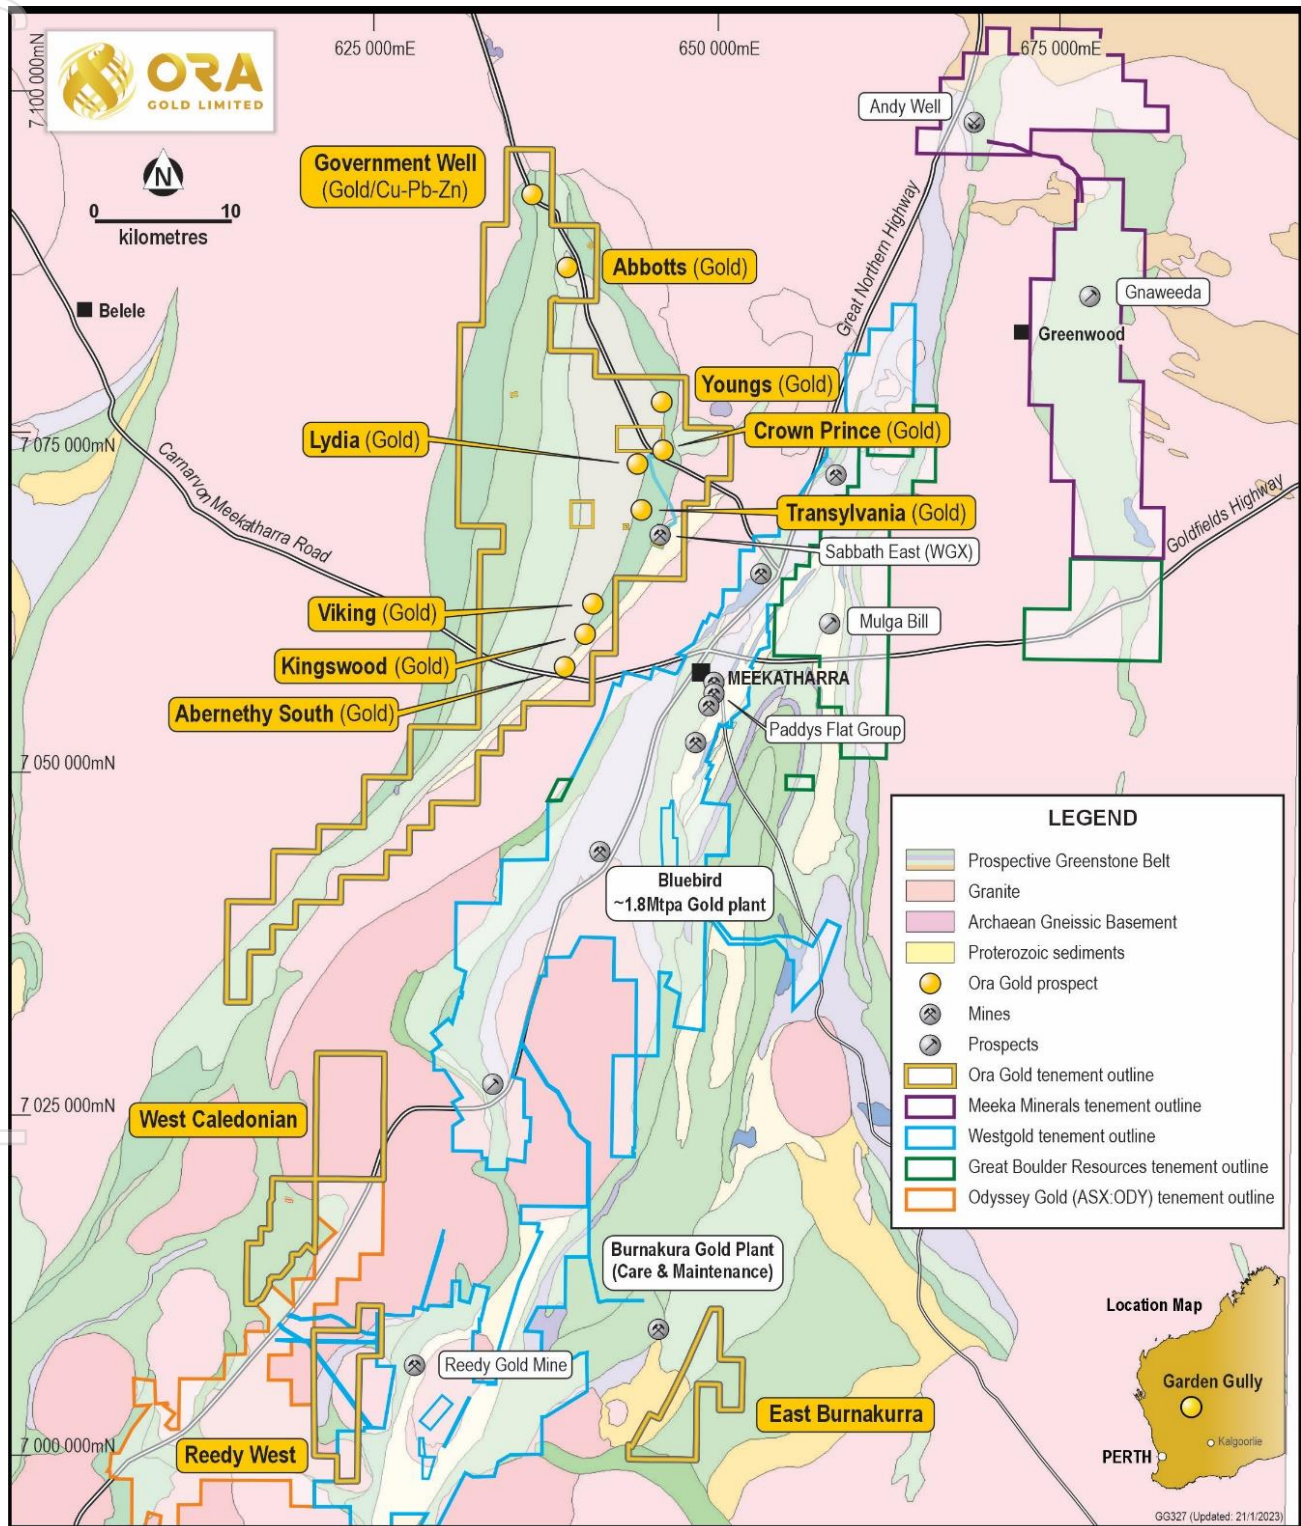 625 000mE
650 000mE
675 000mE
7 100 000mN
ORA
GOLD LIMITED
Andy Well
Government Well
(Gold/Cu-Pb-Zn)
N
0 10
kilometres
Great Northern Highway
Abbotts (Gold)
Gnaweeda
Belele
Greenwood
Youngs (Gold)
Lydia (Gold)
Crown Prince (Gold)
7 075 000mN
Carnarvon Meekatharra Road
Goldfields Highway
Transylvania (Gold)
Sabbath East (WGX)
Viking (Gold)
Mulga Bill
Kingswood (Gold)
MEEKATHARRA
Abernethy South (Gold)
Paddys Flat Group
7 050 000mN
LEGEND
Prospective Greenstone Belt
Granite
Archaean Gneissic Basement
Proterozoic sediments
Ora Gold prospect
Mines
Prospects
Ora Gold tenement outline
Meeka Minerals tenement outline
Westgold tenement outline
Great Boulder Resources tenement outline
Odyssey Gold (ASX:ODY) tenement outline
Bluebird
~1.8Mtpa Gold plant
7 025 000mN
West Caledonian
Burnakura Gold Plant
(Care & Maintenance)
Reedy Gold Mine
East Burnakurra
7 000 000mN
Reedy West
Location Map
Garden Gully
Kalgoorlie
PERTH
GG327 (Updated: 21/1/2023)